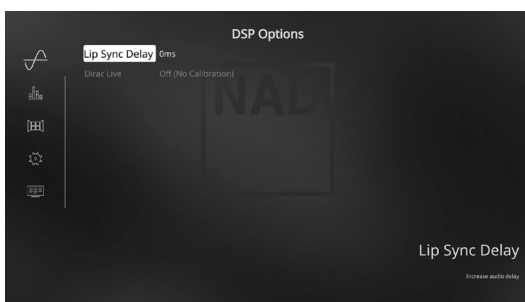 DSP Options
Lip Sync Delay 0ms
Dirac Live Off (No Calibration)
NAD
Lip Sync Delay
Increase audio delay